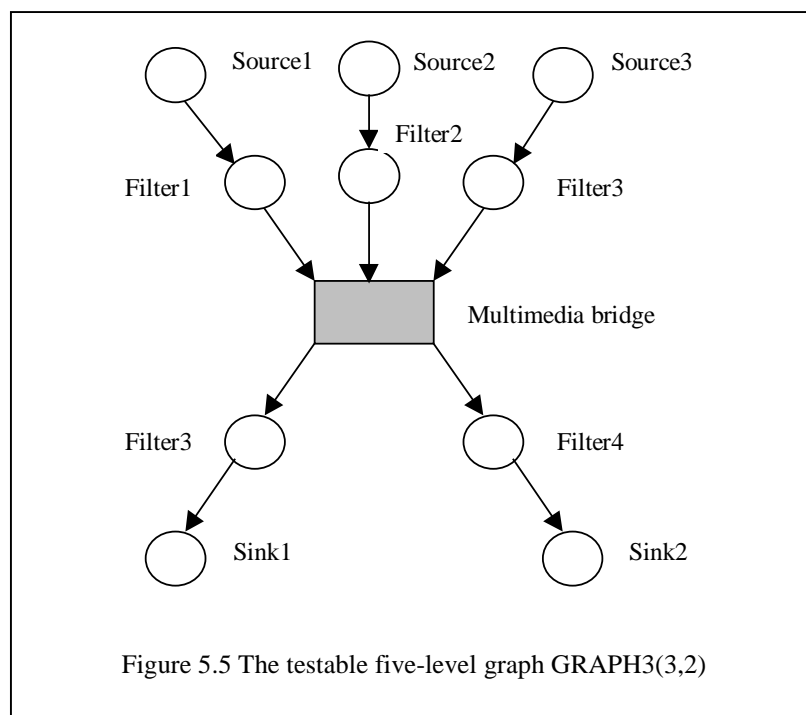 Source1
Source2
Source3
Filter2
Filter1
Filter3
Multimedia bridge
Filter3
Filter4
Sink1
Sink2
Figure 5.5 The testable five-level graph GRAPH3(3,2)